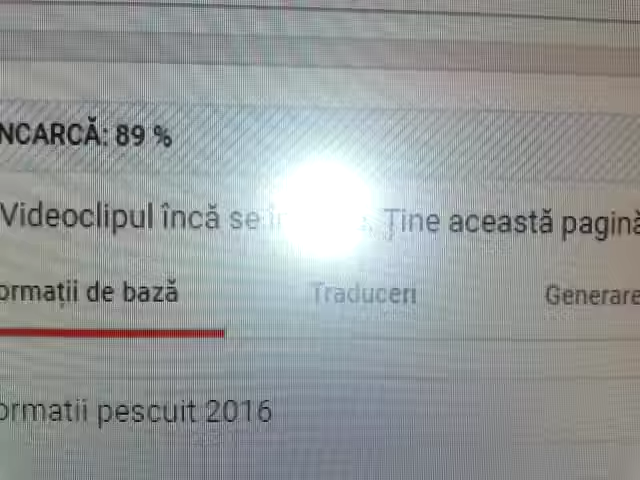 NCARCĂ: 89 %
Videoclipul încă se Ține această pagină
ormații de bază Traduceri Generare
ormatii pescuit 2016